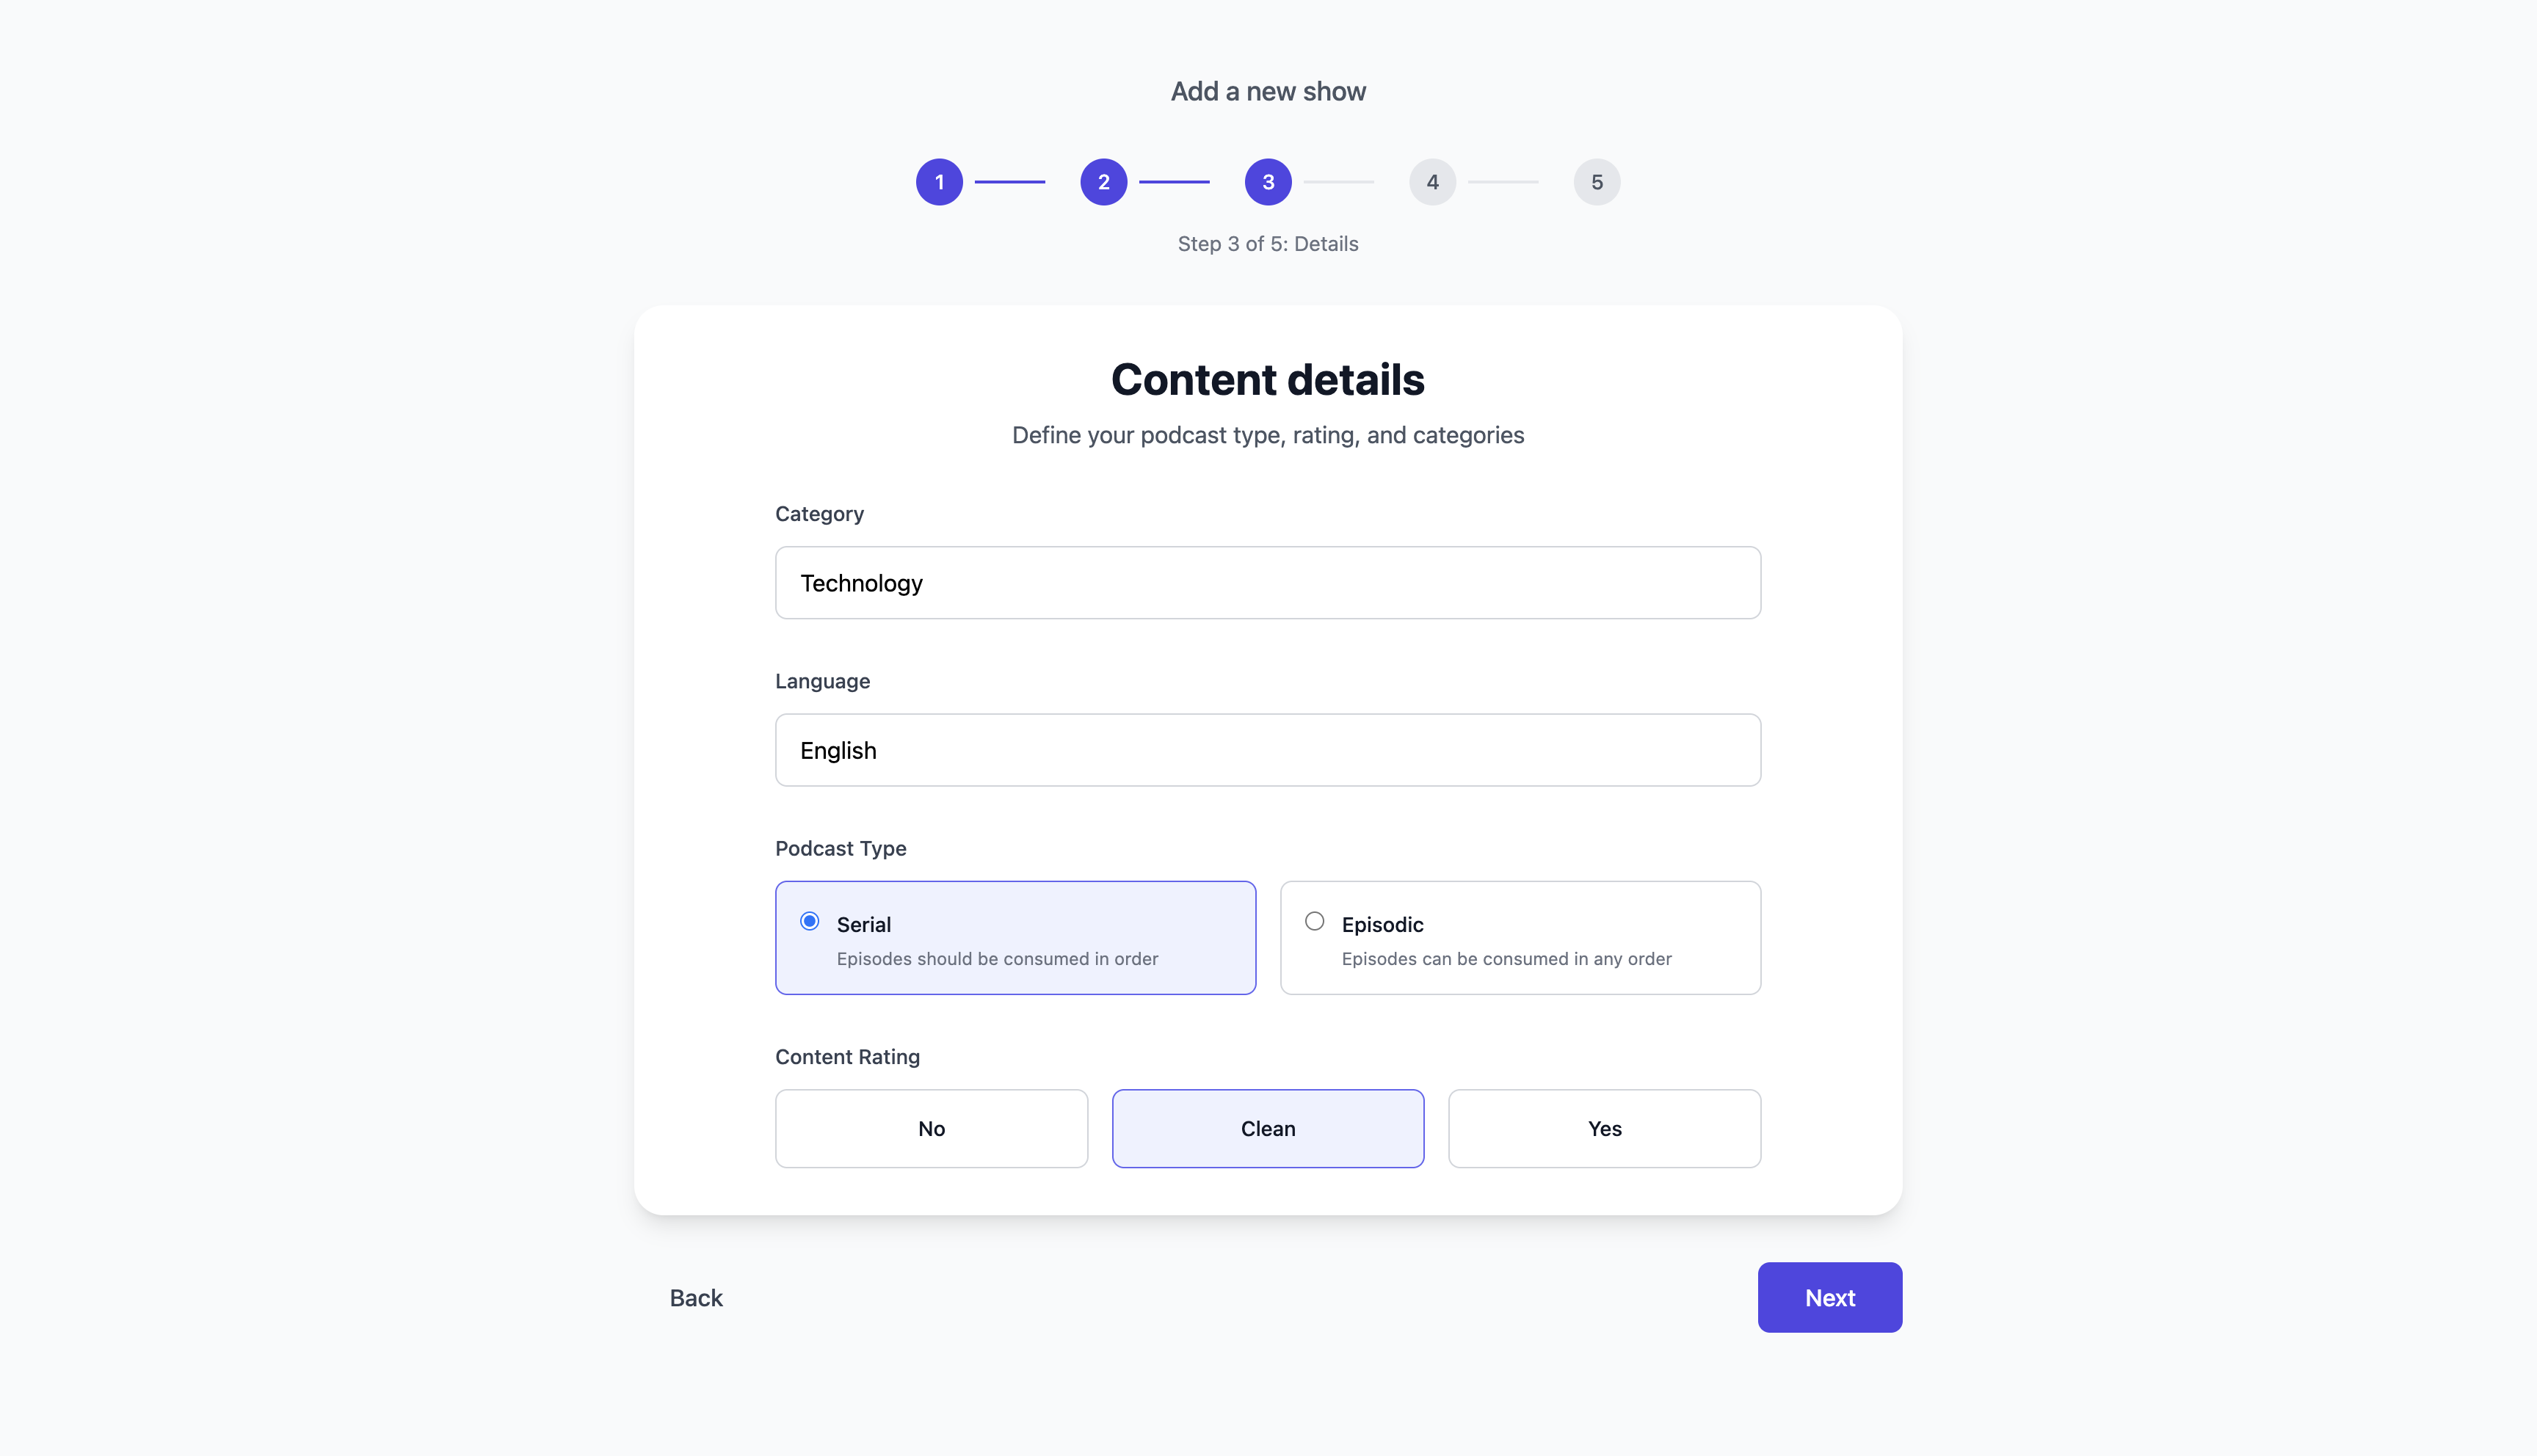 Add a new show
1 2 3 4 5
Step 3 of 5: Details
Content details
Define your podcast type, rating, and categories
Category
Technology
Language
English
Podcast Type
Serial
Episodes should be consumed in order
Episodic
Episodes can be consumed in any order
Content Rating
No Clean Yes
Back Next